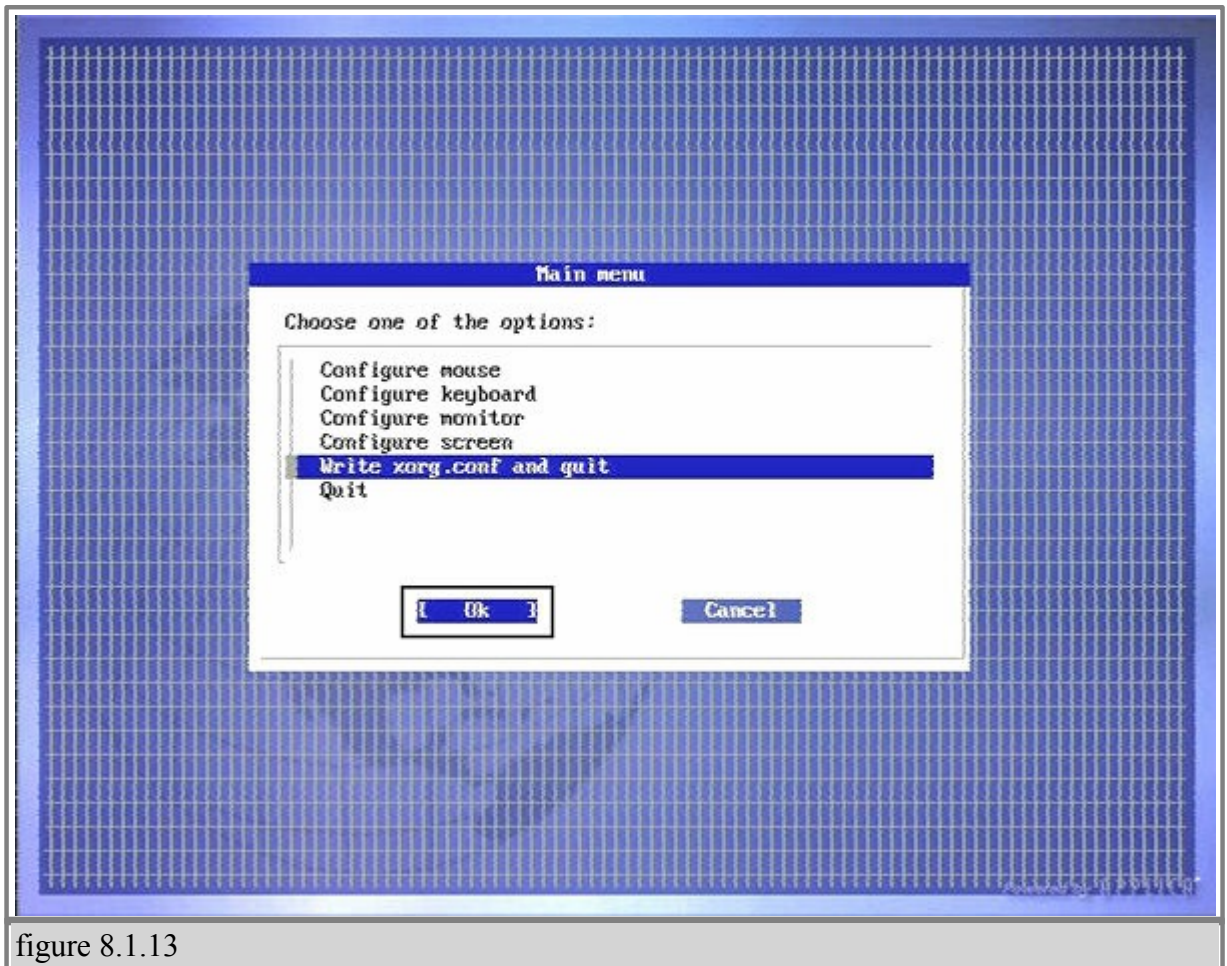 Main menu
Choose one of the options:
Configure mouse
Configure keyboard
Configure monitor
Configure screen
Write xorg.conf and quit
Quit
[ Ok ]
Cancel
figure 8.1.13